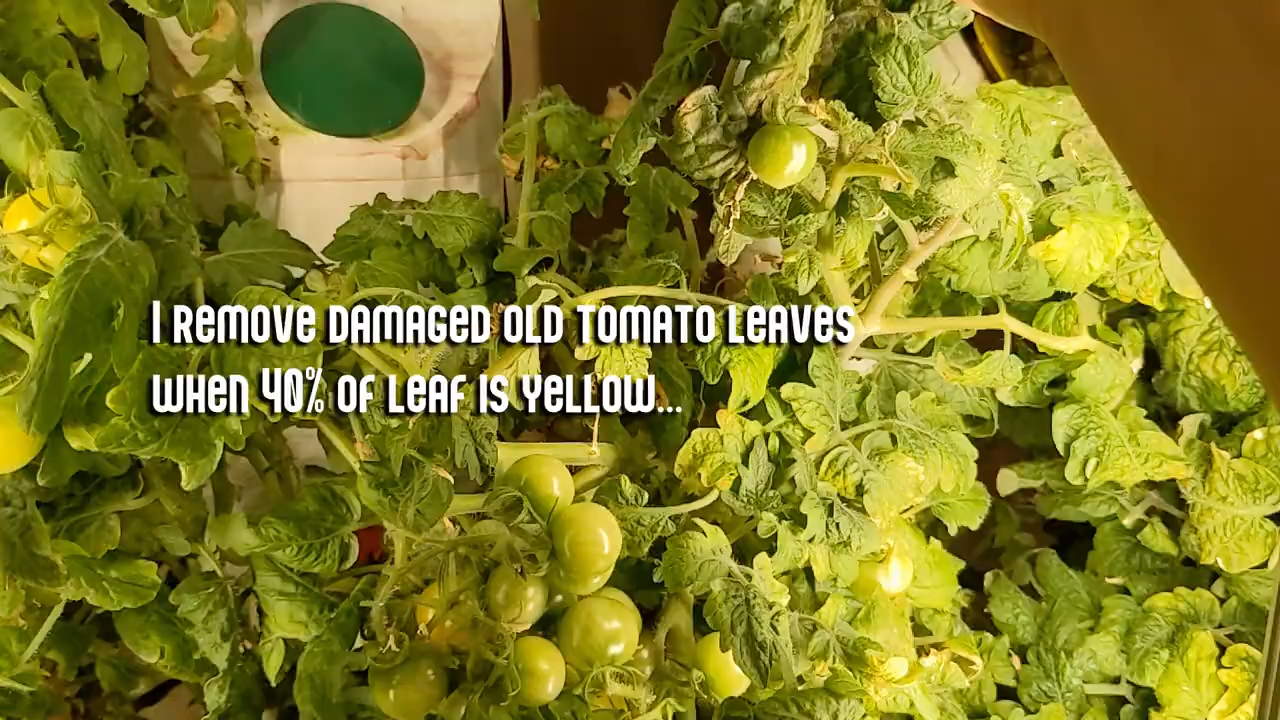 I remove damaged old tomato leaves
when 40% of leaf is yellow...